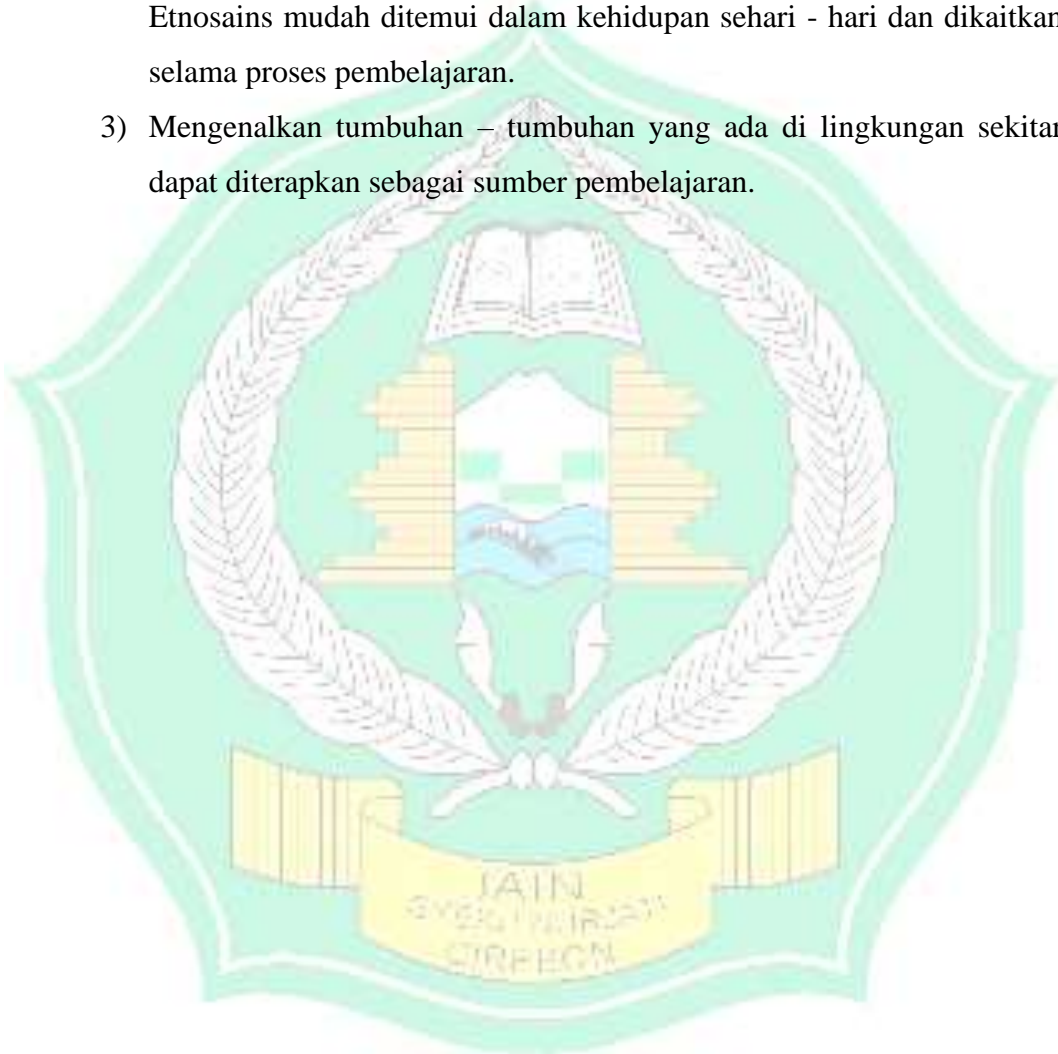 Etnosains mudah ditemui dalam kehidupan sehari - hari dan dikaitkan
selama proses pembelajaran.
3) Mengenalkan tumbuhan – tumbuhan yang ada di lingkungan sekitar
dapat diterapkan sebagai sumber pembelajaran.
IAIN
CIREBON